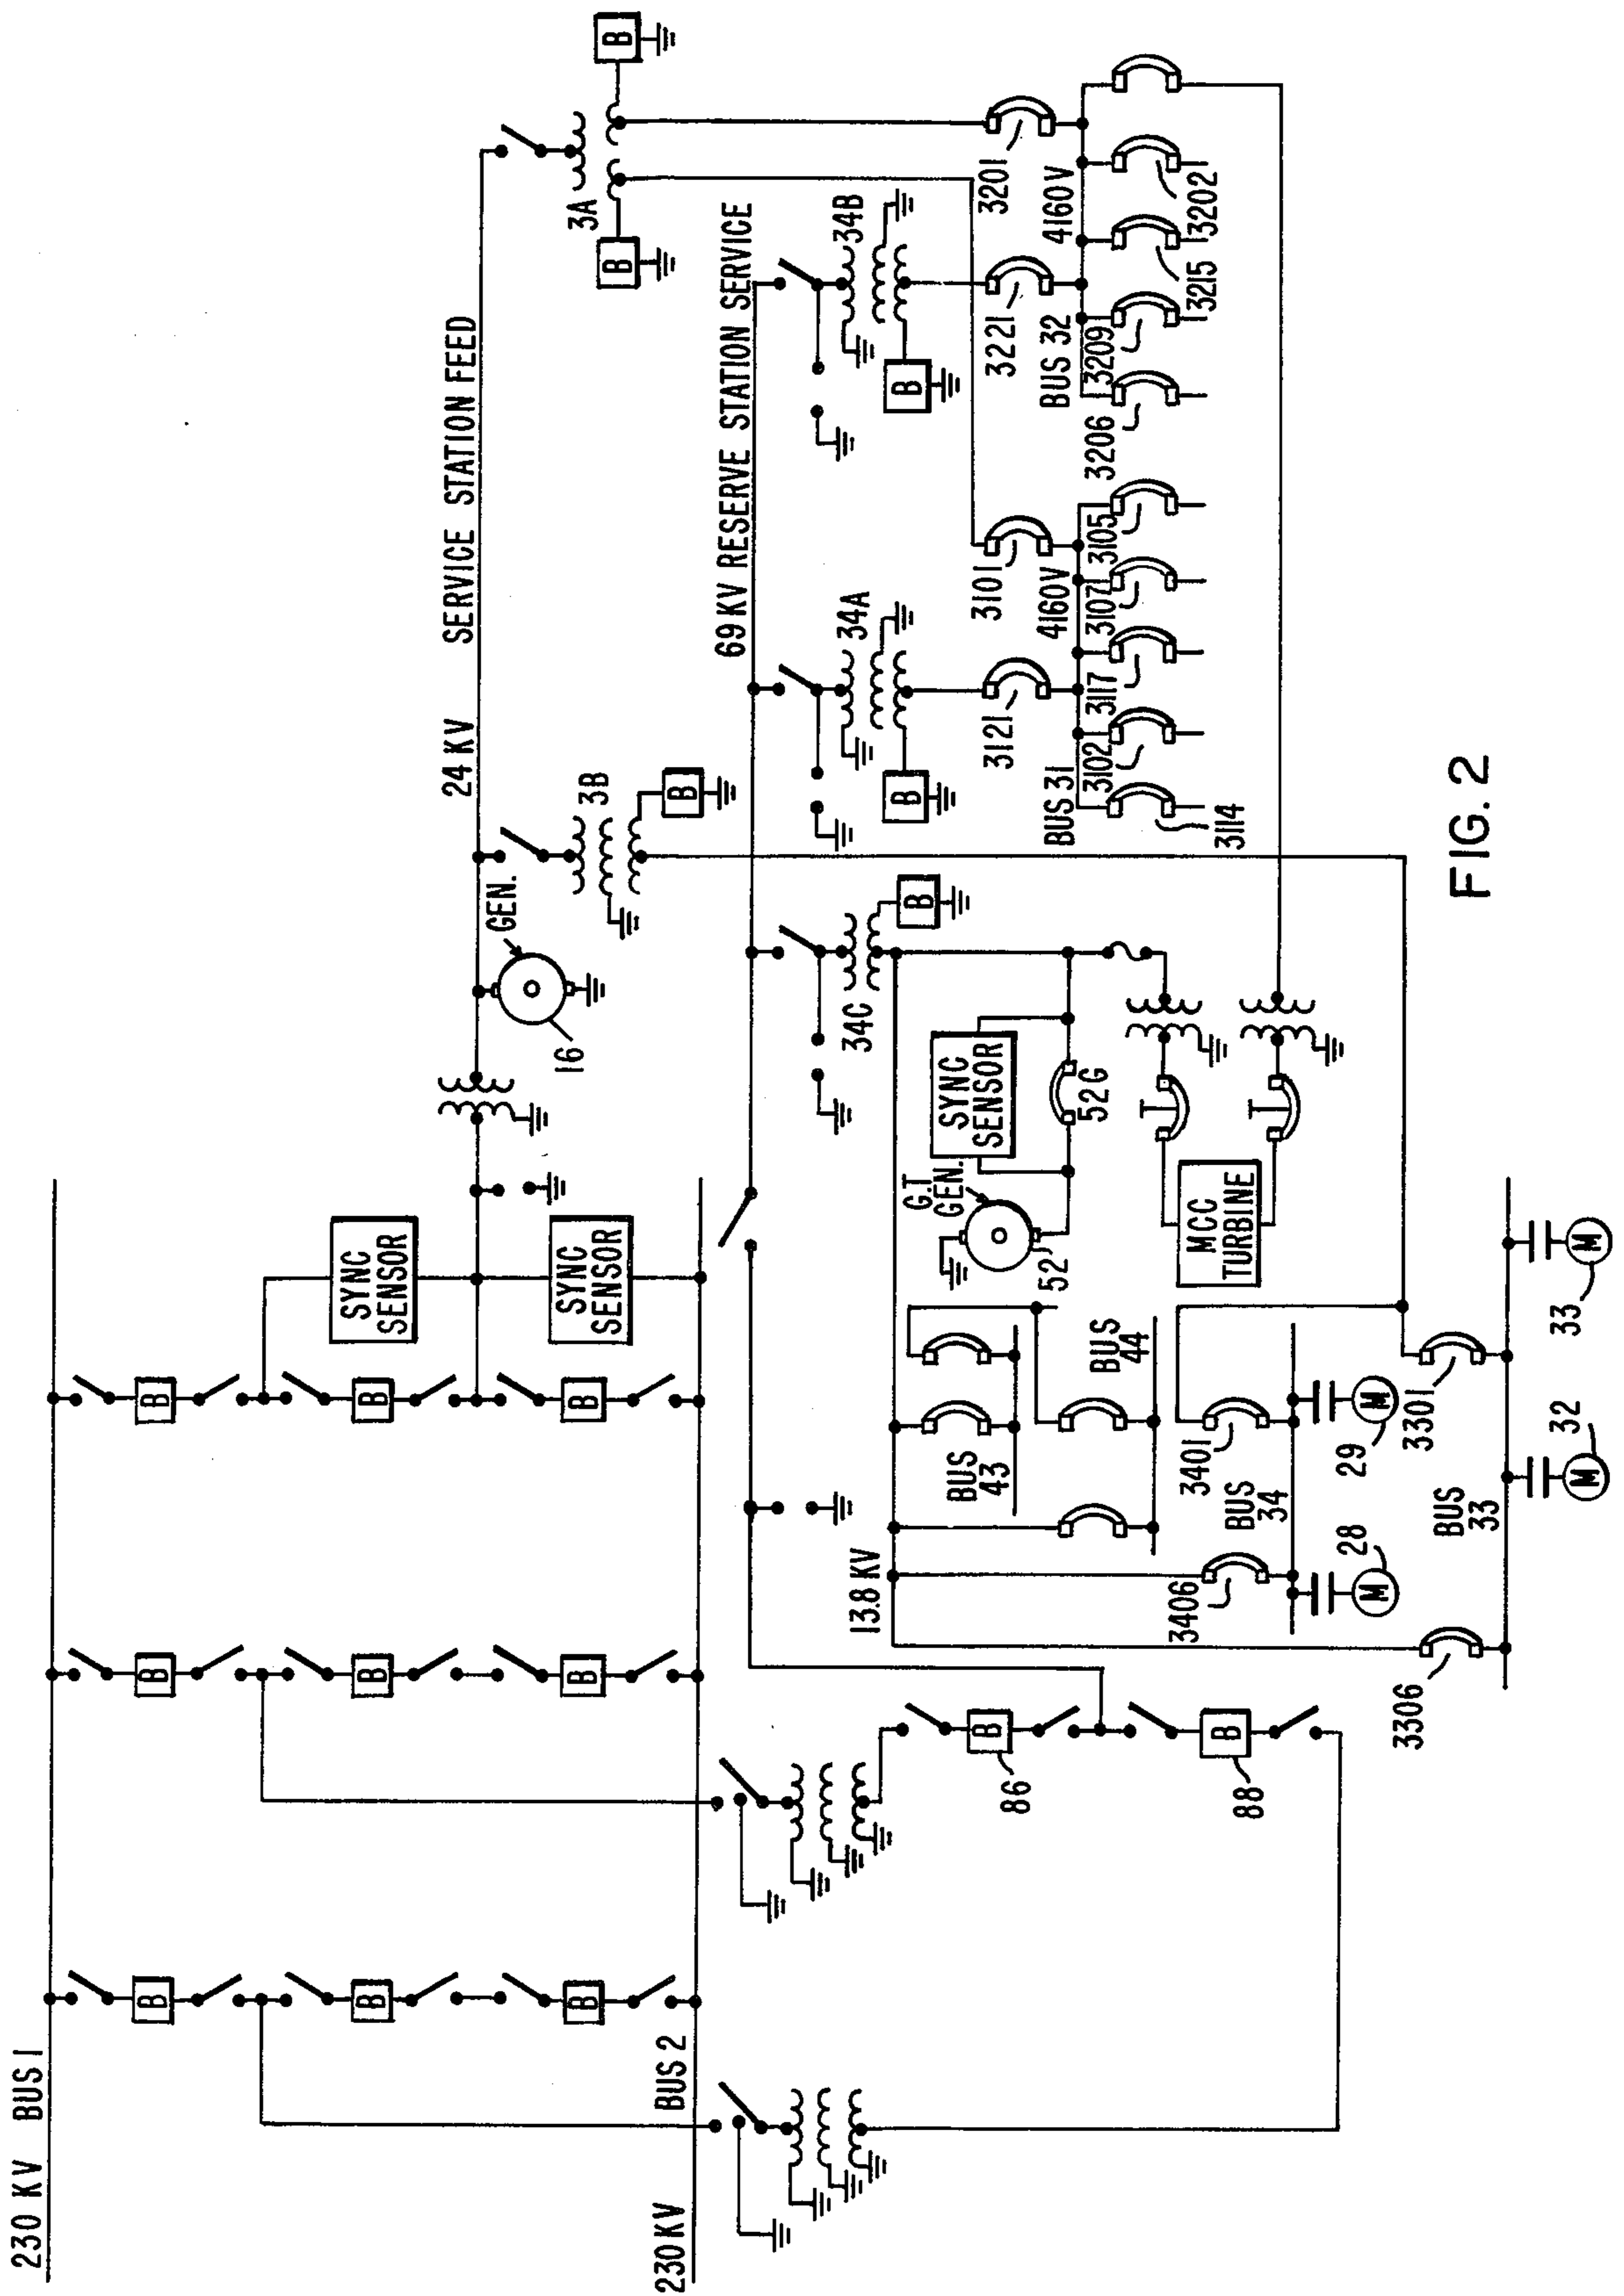 230 KV BUS 1
B
B
B
B
B
B
B
B
B
SYNC
SENSOR
SYNC
SENSOR
BUS 2
230KV
24 KV SERVICE STATION FEED
GEN.
16
3B
B
3A
B
B
69 KV RESERVE STATION SERVICE
34C
B
34A
B
34B
B
SYNC
SENSOR
G.T
GEN.
52
52G
MCC
TURBINE
3121
3101
3221
3201
4160V
BUS 31
4160V
BUS 32
3114
3102
3117
3107
3105
3206
3209
3215
3202
13.8 KV
BUS
43
BUS
44
3401
3406
BUS
34
M
28
M
29
B
86
B
88
3306
3301
BUS
33
M
32
M
33
FIG. 2